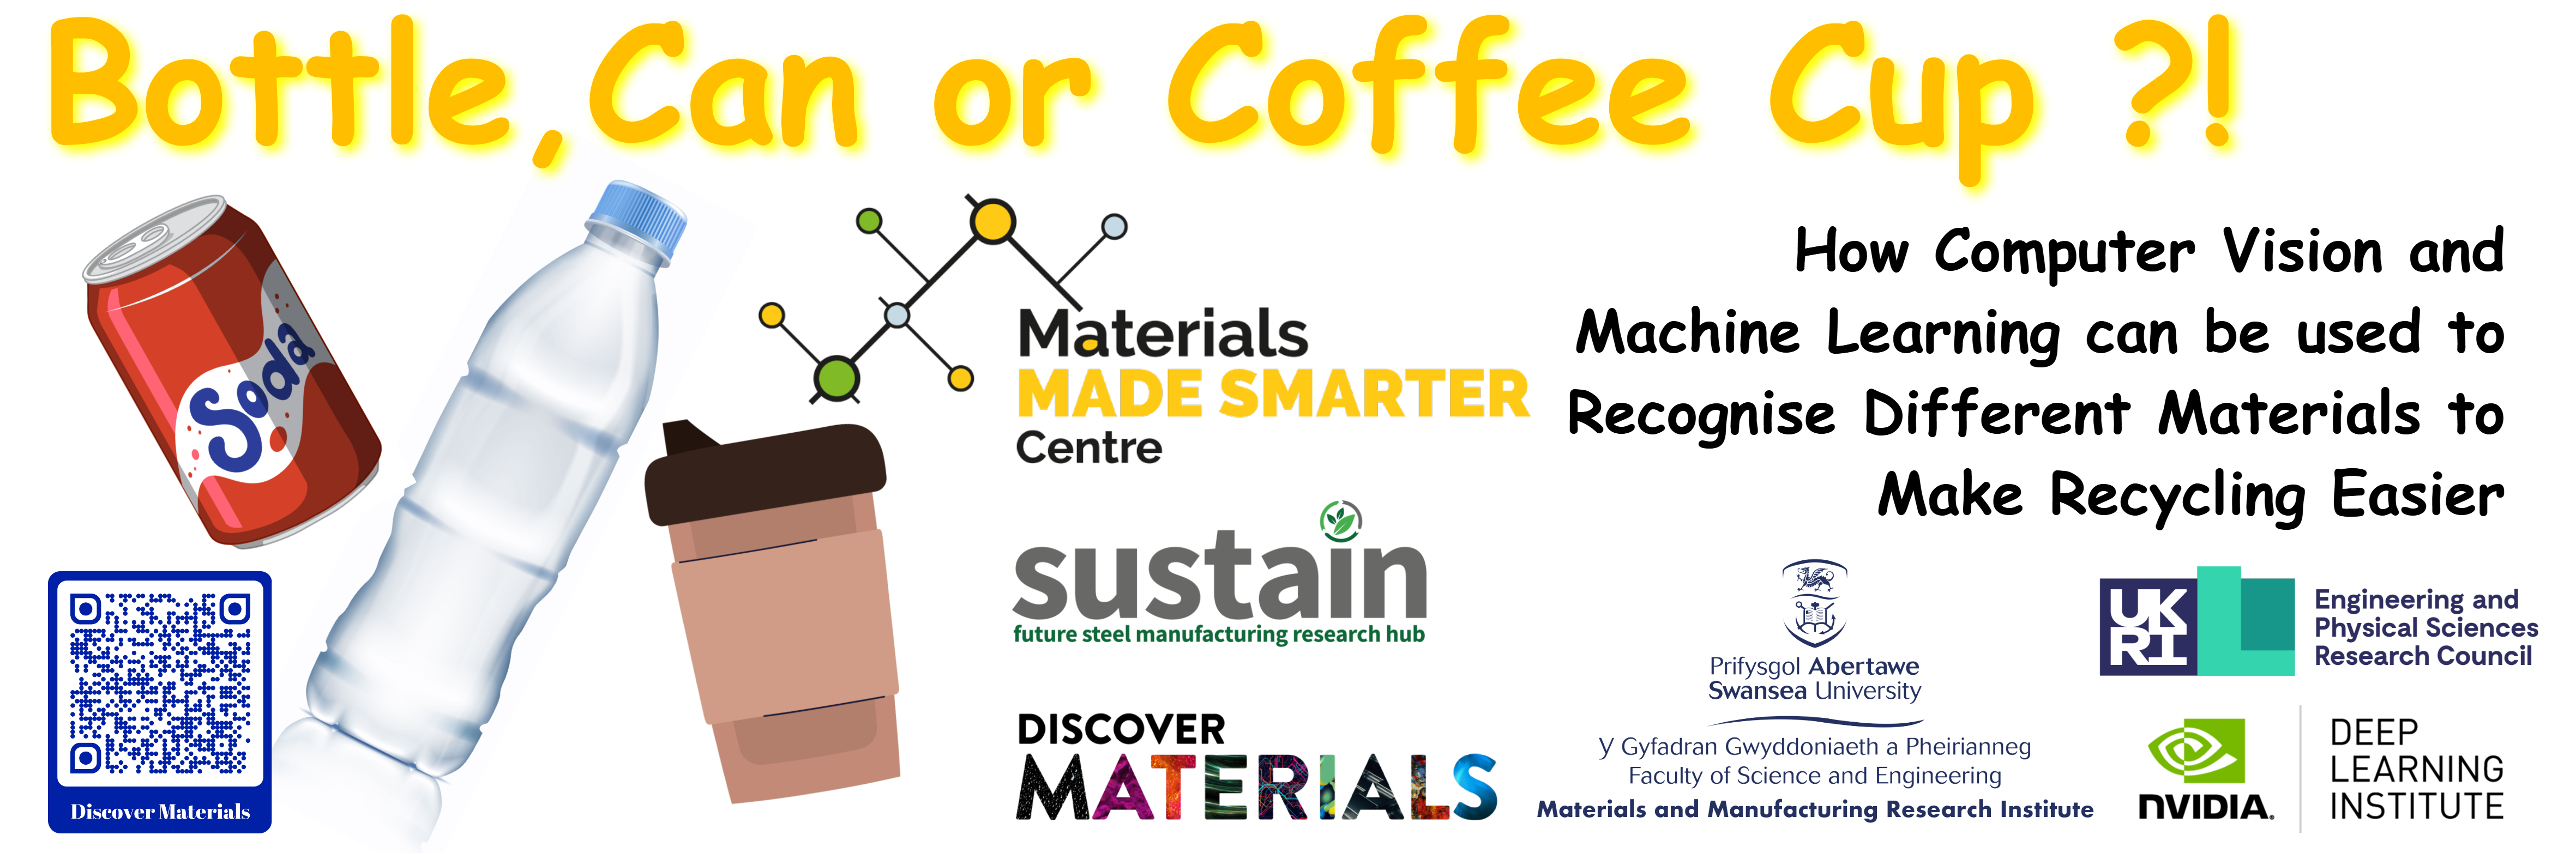 Bottle,Can or Coffee Cup ?!
Soda
Materials
MADE SMARTER
Centre
How Computer Vision and
Machine Learning can be used to
Recognise Different Materials to
Make Recycling Easier
sustain
future steel manufacturing research hub
DISCOVER
MATERIALS
Discover Materials
Prifysgol Abertawe
Swansea University
Y Gyfadran Gwyddoniaeth a Pheirianneg
Faculty of Science and Engineering
Materials and Manufacturing Research Institute
UK
RI
Engineering and
Physical Sciences
Research Council
NVIDIA.
DEEP
LEARNING
INSTITUTE